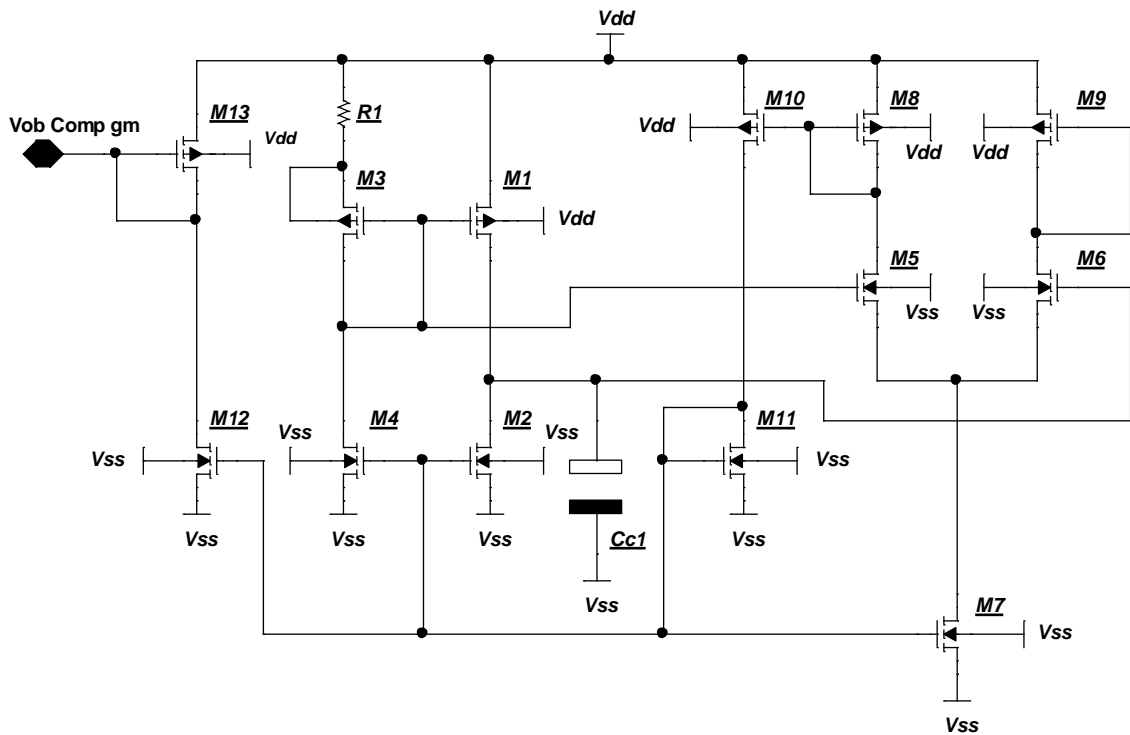 Vdd
M13
R1
M10
M8
M9
Vob Comp gm
Vdd
Vdd
Vdd
Vdd
M3
M1
Vdd
M5
M6
Vss
Vss
M12
M4
M2
M11
Vss
Vss
Vss
Vss
Vss
Vss
Vss
Cc1
Vss
Vss
M7
Vss
Vss